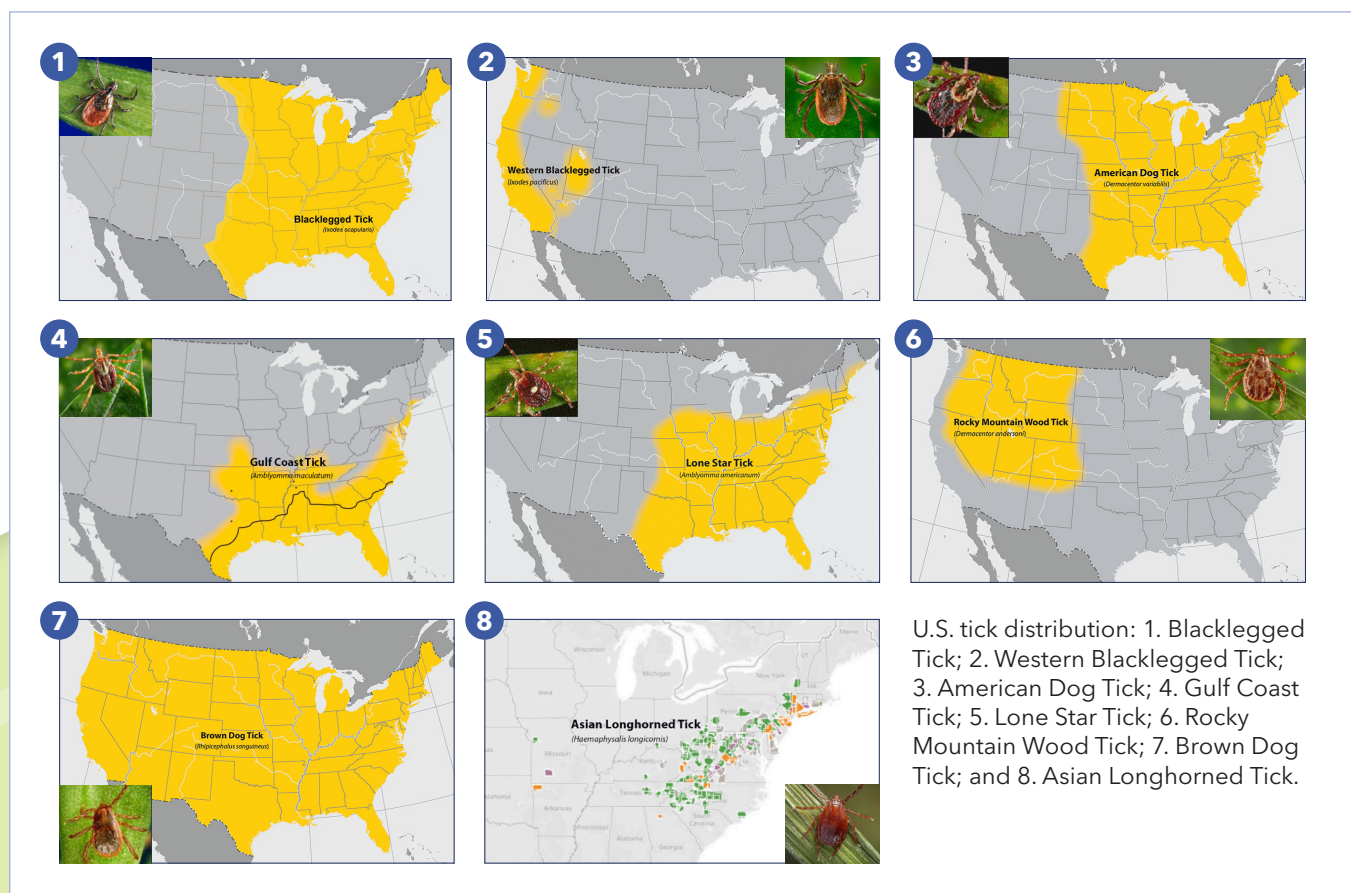 1
Blacklegged Tick
(Ixodes scapularis)
2
Western Blacklegged Tick
(Ixodes pacificus)
3
American Dog Tick
(Dermacentor variabilis)
4
Gulf Coast Tick
(Amblyomma maculatum)
5
Lone Star Tick
(Amblyomma americanum)
6
Rocky Mountain Wood Tick
(Dermacentor andersoni)
7
Brown Dog Tick
(Rhipicephalus sanguineus)
8
Wisconsin
Maine
Michigan
New York
Iowa
Asian Longhorned Tick
(Haemaphysalis longicornis)
Missouri
Arkansas
Mississippi
Alabama
Georgia
South
Carolina
U.S. tick distribution: 1. Blacklegged
Tick; 2. Western Blacklegged Tick;
3. American Dog Tick; 4. Gulf Coast
Tick; 5. Lone Star Tick; 6. Rocky
Mountain Wood Tick; 7. Brown Dog
Tick; and 8. Asian Longhorned Tick.